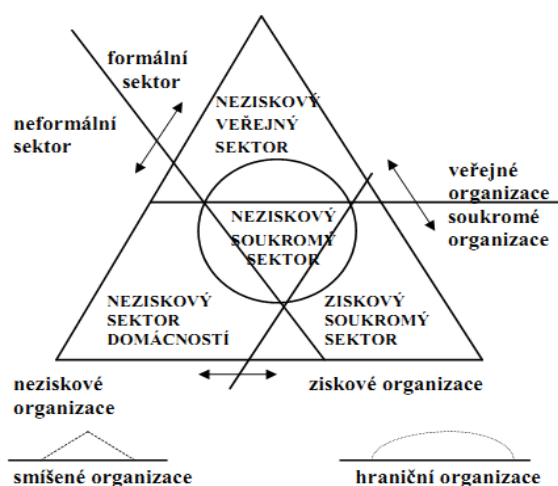 formální
sektor
neformální
sektor
NEZISKOVÝ
VEŘEJNÝ
SEKTOR
veřejné
organizace
soukromé
organizace
NEZISKOVÝ
SOUKROMÝ
SEKTOR
NEZISKOVÝ
SEKTOR
DOMÁCNOSTÍ
ZISKOVÝ
SOUKROMÝ
SEKTOR
neziskové
organizace
ziskové organizace
smíšené organizace
hraniční organizace